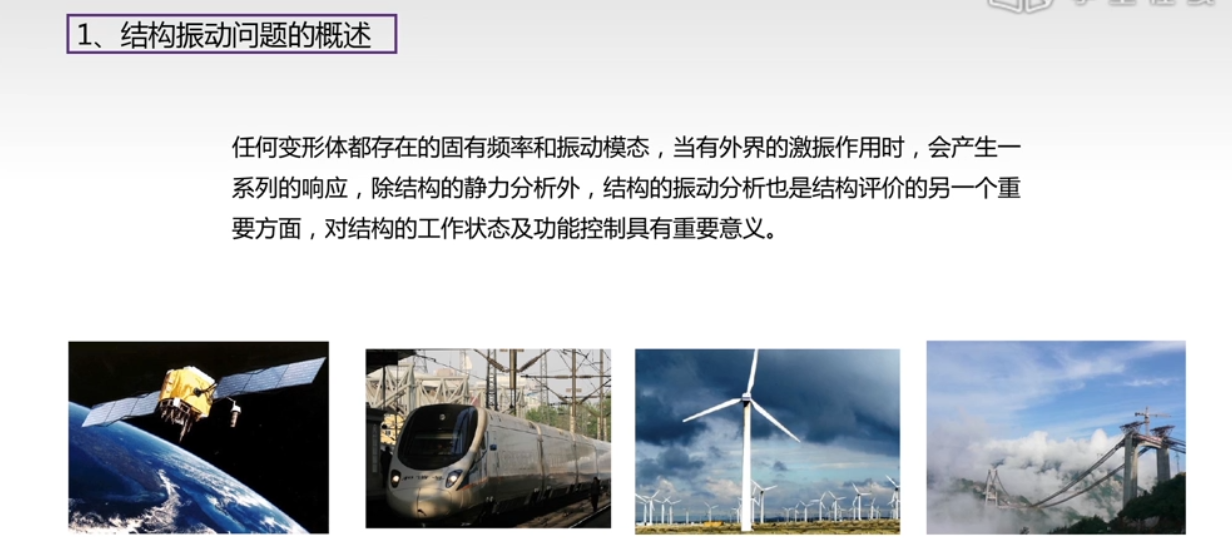 1、结构振动问题的概述
任何变形体都存在的固有频率和振动模态，当有外界的激振作用时，会产生一
系列的响应，除结构的静力分析外，结构的振动分析也是结构评价的另一个重
要方面，对结构的工作状态及功能控制具有重要意义。